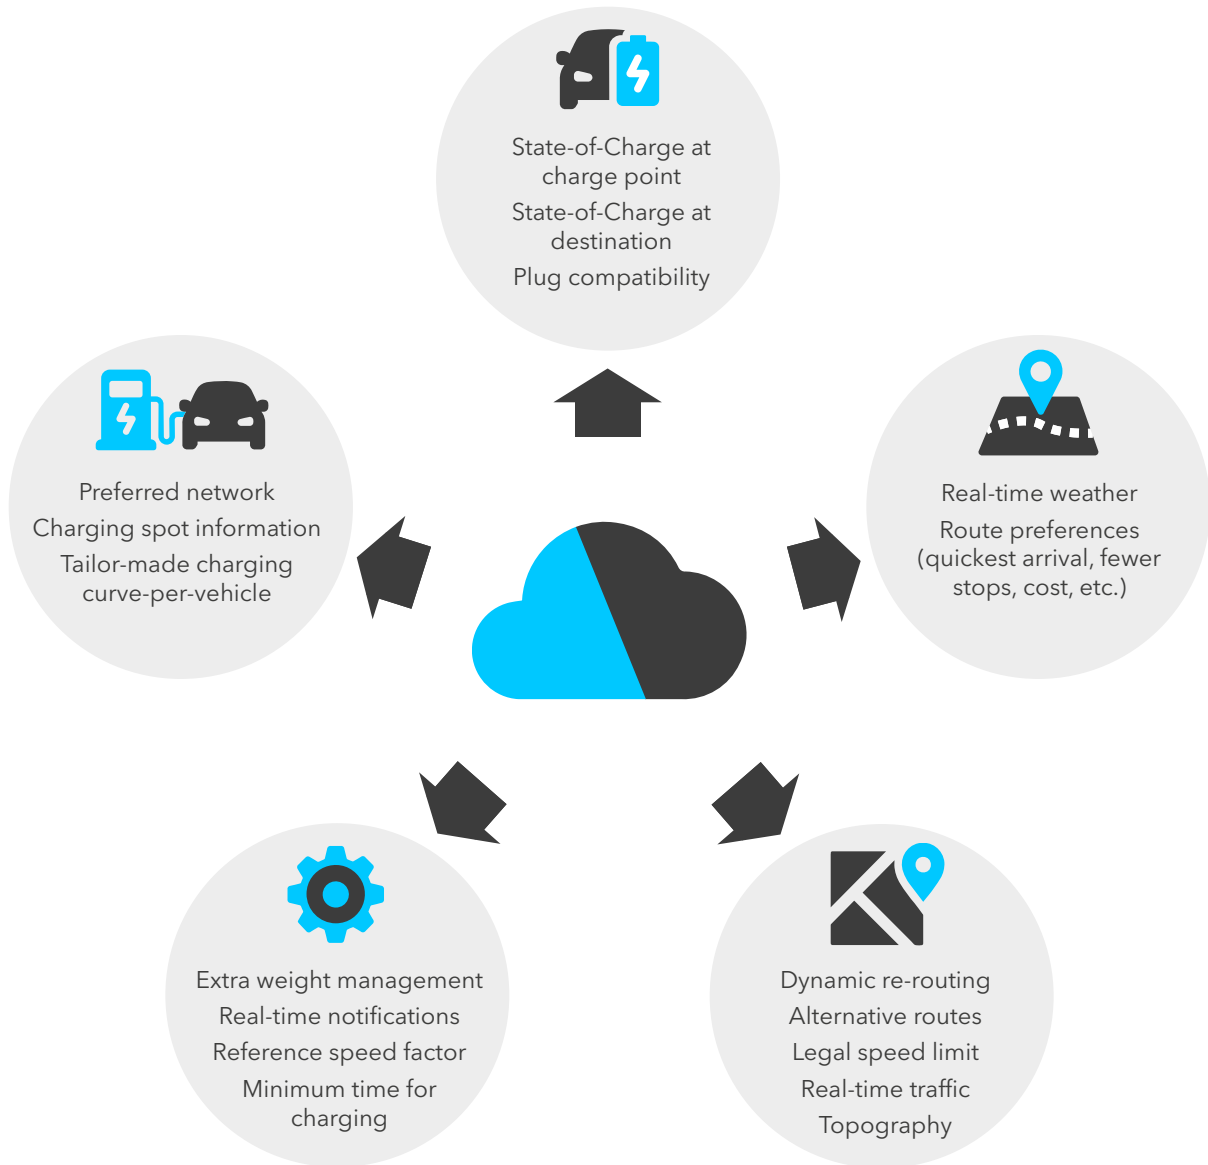 State-of-Charge at
charge point
State-of-Charge at
destination
Plug compatibility
Preferred network
Charging spot information
Tailor-made charging
curve-per-vehicle
Real-time weather
Route preferences
(quickest arrival, fewer
stops, cost, etc.)
Extra weight management
Real-time notifications
Reference speed factor
Minimum time for
charging
Dynamic re-routing
Alternative routes
Legal speed limit
Real-time traffic
Topography